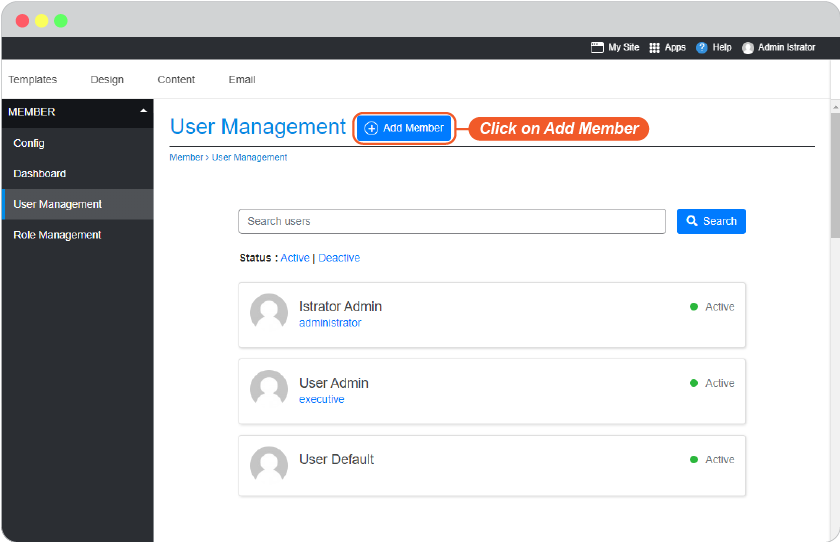 My Site Apps ? Help Admin Istrator
Templates Design Content Email
MEMBER
Config
Dashboard
User Management
Role Management
User Management Add Member Click on Add Member
Member › User Management
Search users Search
Status : Active | Deactive
Istrator Admin Active
administrator
User Admin Active
executive
User Default Active